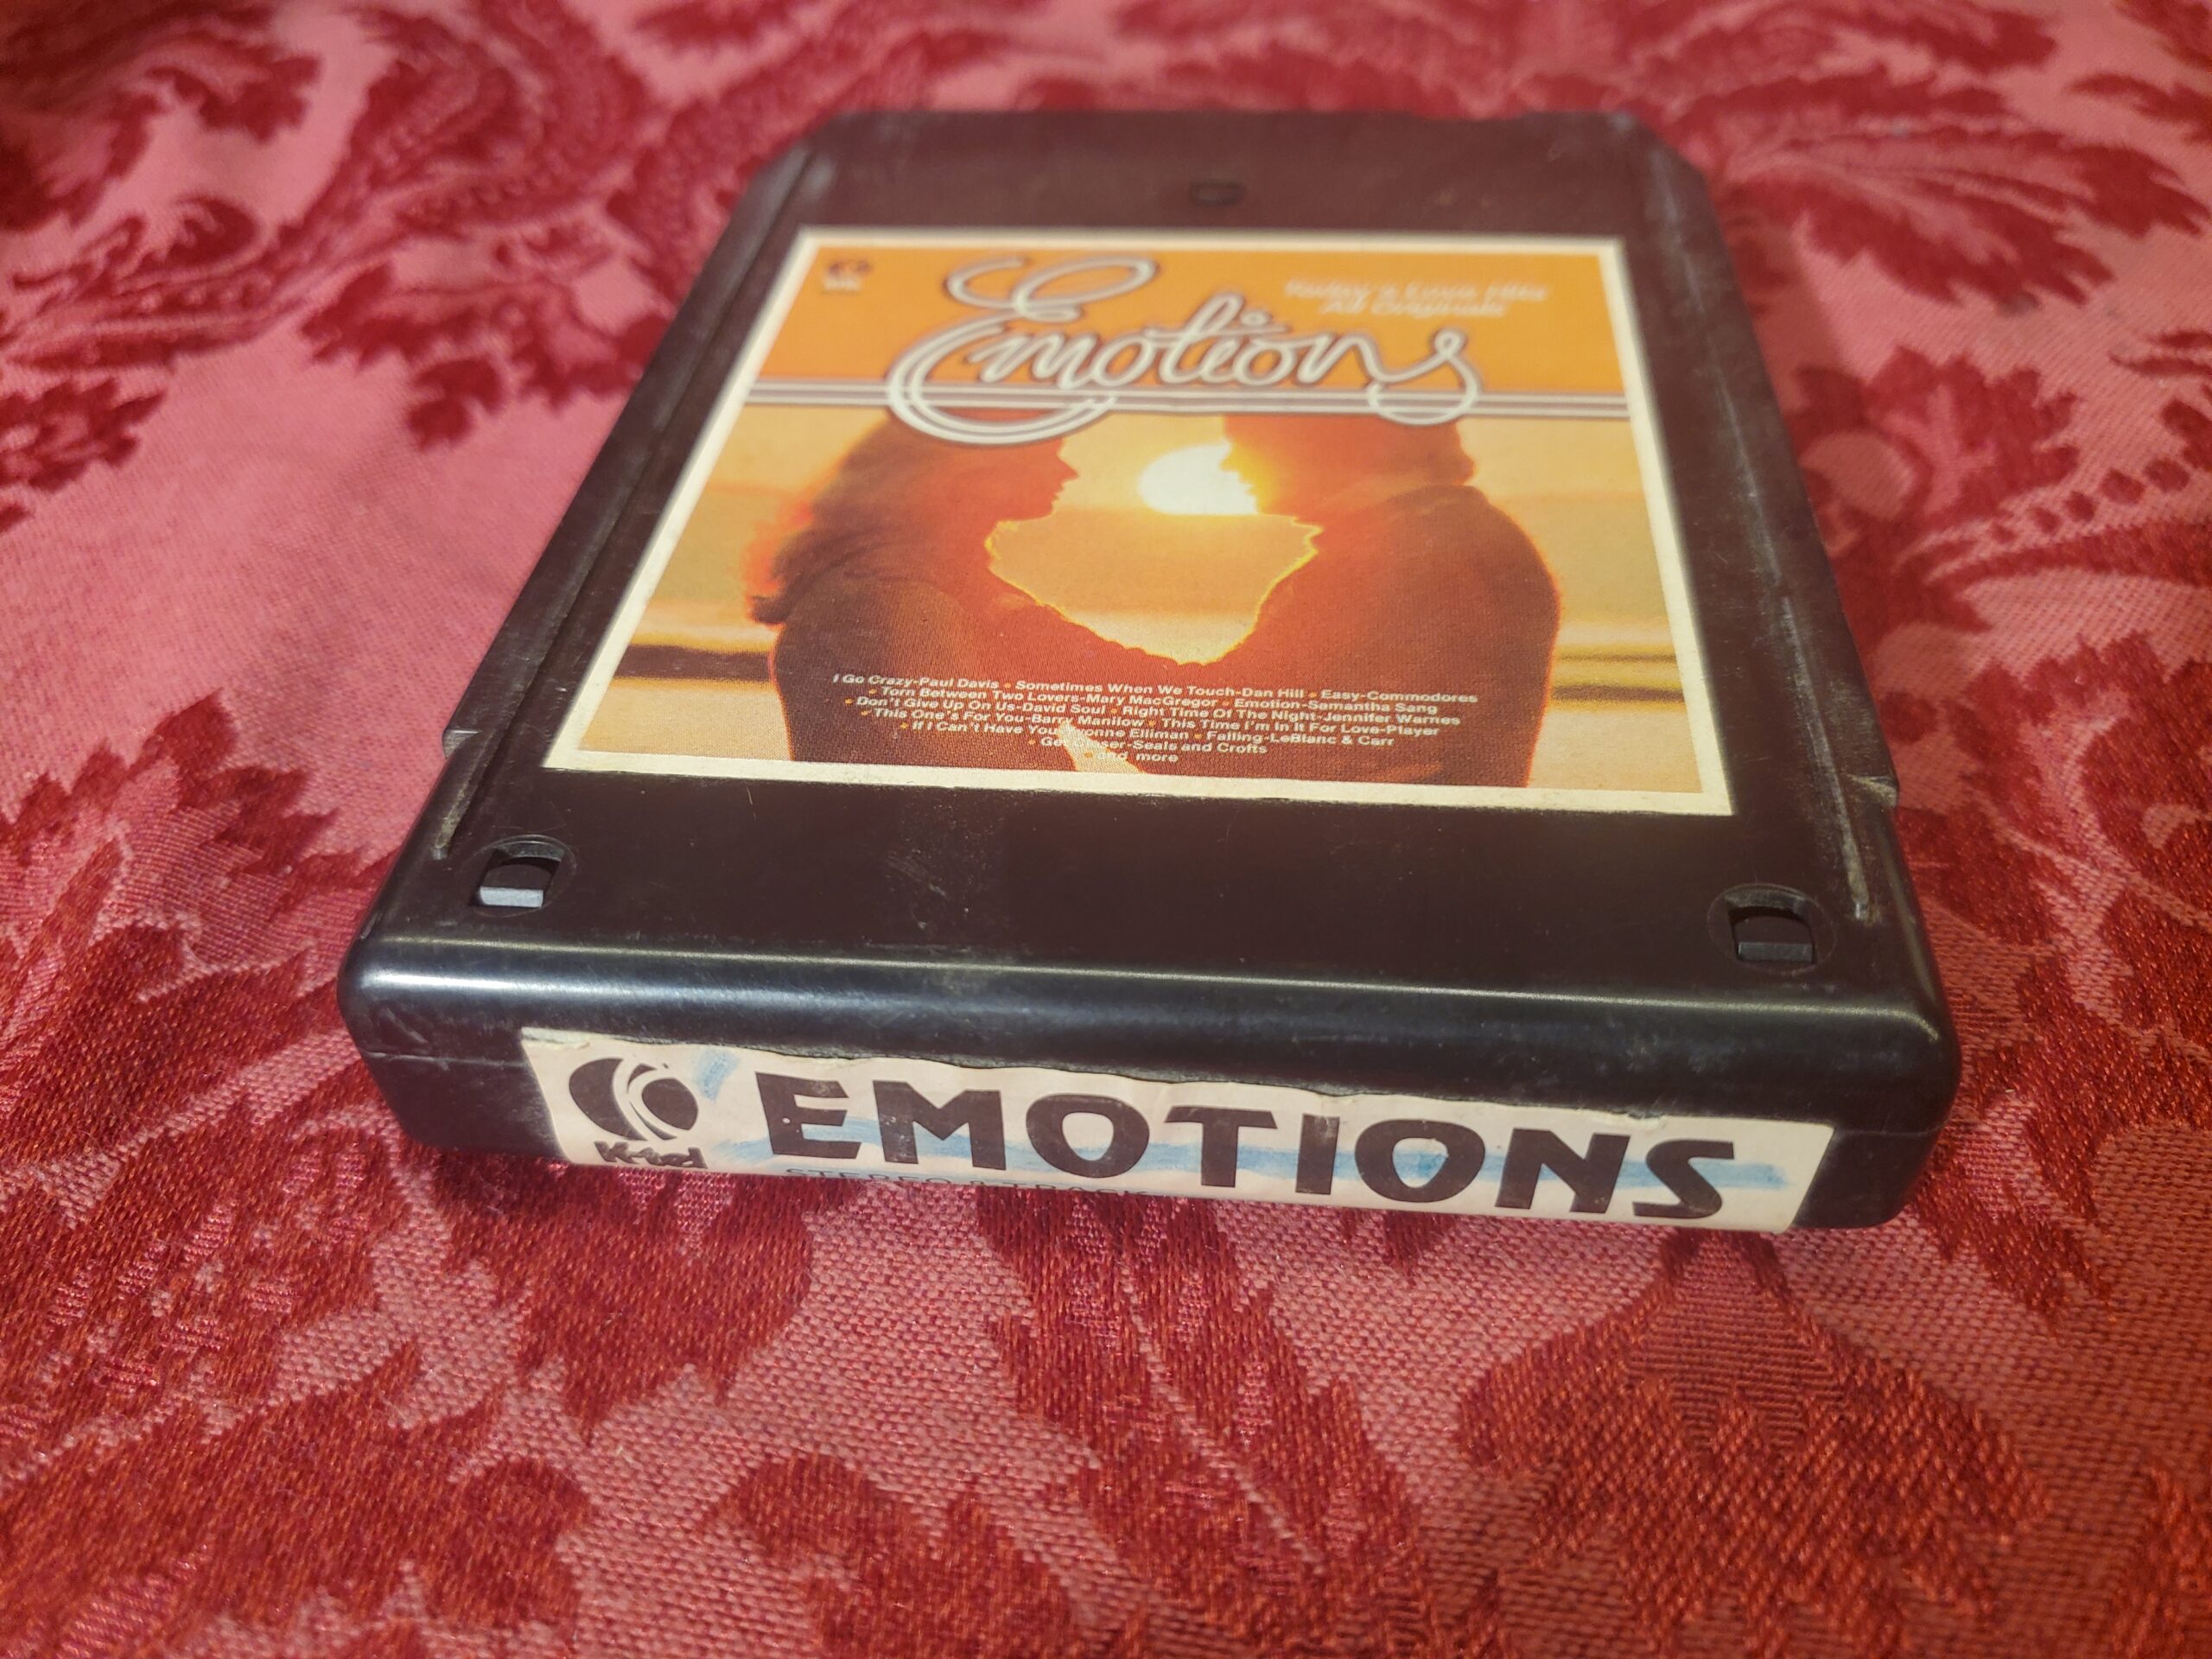 Today's Love Hits
All Originals
Emotions
I Go Crazy-Paul Davis • Sometimes When We Touch-Dan Hill • Easy-Commodores
• Torn Between Two Lovers-Mary MacGregor • Emotion-Samantha Sang
• Don't Give Up On Us-David Soul • Right Time Of The Night-Jennifer Warnes
• This One's For You-Barry Manilow • This Time I'm In It For Love-Player
• If I Can't Have You-Yvonne Elliman • Falling-LeBlanc & Carr
• Get Closer-Seals and Crofts
• and more
K-tel EMOTIONS
STEREO 8 TRACK